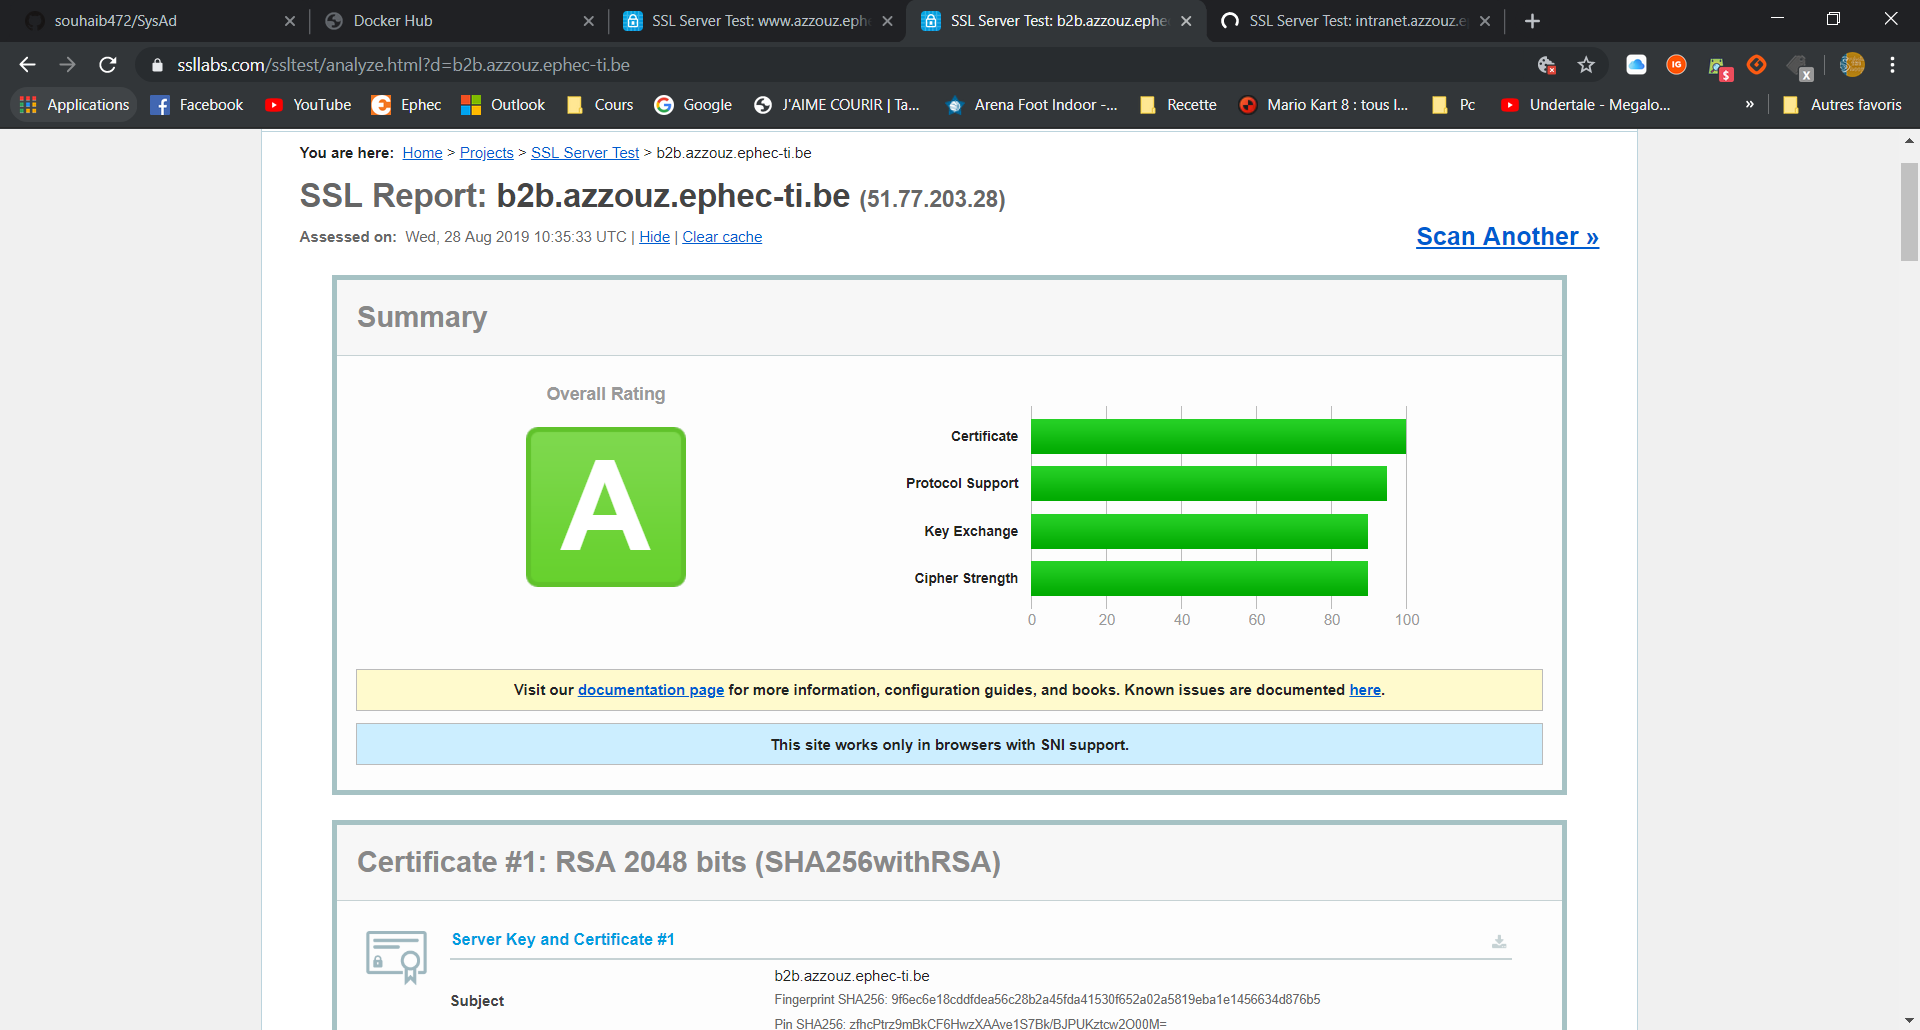 souhaib472/SysAd
Docker Hub
SSL Server Test: www.azzouz.ephe
SSL Server Test: b2b.azzouz.ephec
SSL Server Test: intranet.azzouz.e
ssllabs.com/ssltest/analyze.html?d=b2b.azzouz.ephec-ti.be
Applications
Facebook
YouTube
Ephec
Outlook
Cours
Google
J'AIME COURIR | Ta...
Arena Foot Indoor -...
Recette
Mario Kart 8 : tous l...
Pc
Undertale - Megalo...
»
Autres favoris
You are here: Home > Projects > SSL Server Test > b2b.azzouz.ephec-ti.be
SSL Report: b2b.azzouz.ephec-ti.be (51.77.203.28)
Assessed on: Wed, 28 Aug 2019 10:35:33 UTC | Hide | Clear cache
Scan Another »
Summary
Overall Rating
A
Certificate
Protocol Support
Key Exchange
Cipher Strength
0 20 40 60 80 100
Visit our documentation page for more information, configuration guides, and books. Known issues are documented here.
This site works only in browsers with SNI support.
Certificate #1: RSA 2048 bits (SHA256withRSA)
Server Key and Certificate #1
Subject
b2b.azzouz.ephec-ti.be
Fingerprint SHA256: 9f6ec6e18cddfdea56c28b2a45fda41530f652a02a5819eba1e1456634d876b5
Pin SHA256: zfhcPtrz9mBkCF6HwzXAAve1S7Bk/BJPUKztcw2O00M=